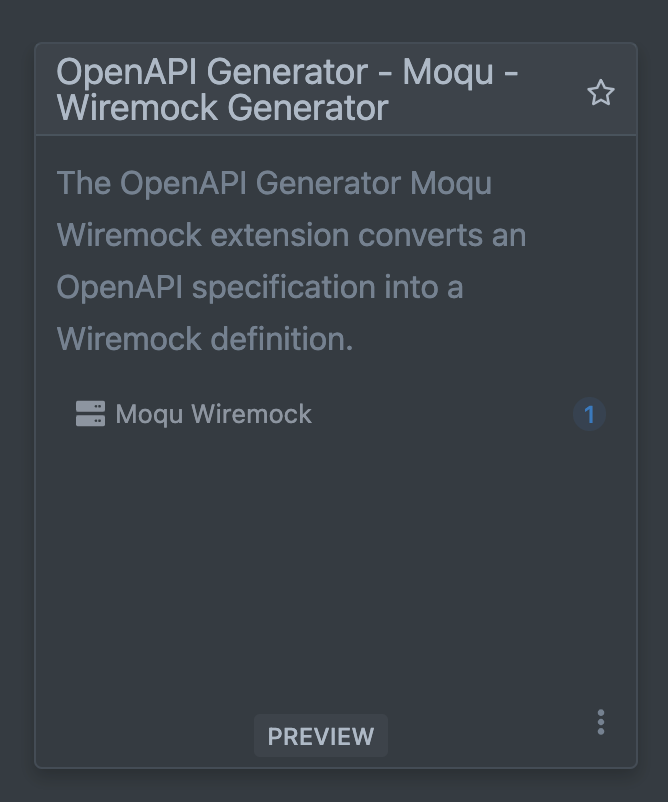 OpenAPI Generator - Moqu -
Wiremock Generator
The OpenAPI Generator Moqu
Wiremock extension converts an
OpenAPI specification into a
Wiremock definition.
Moqu Wiremock 1
PREVIEW